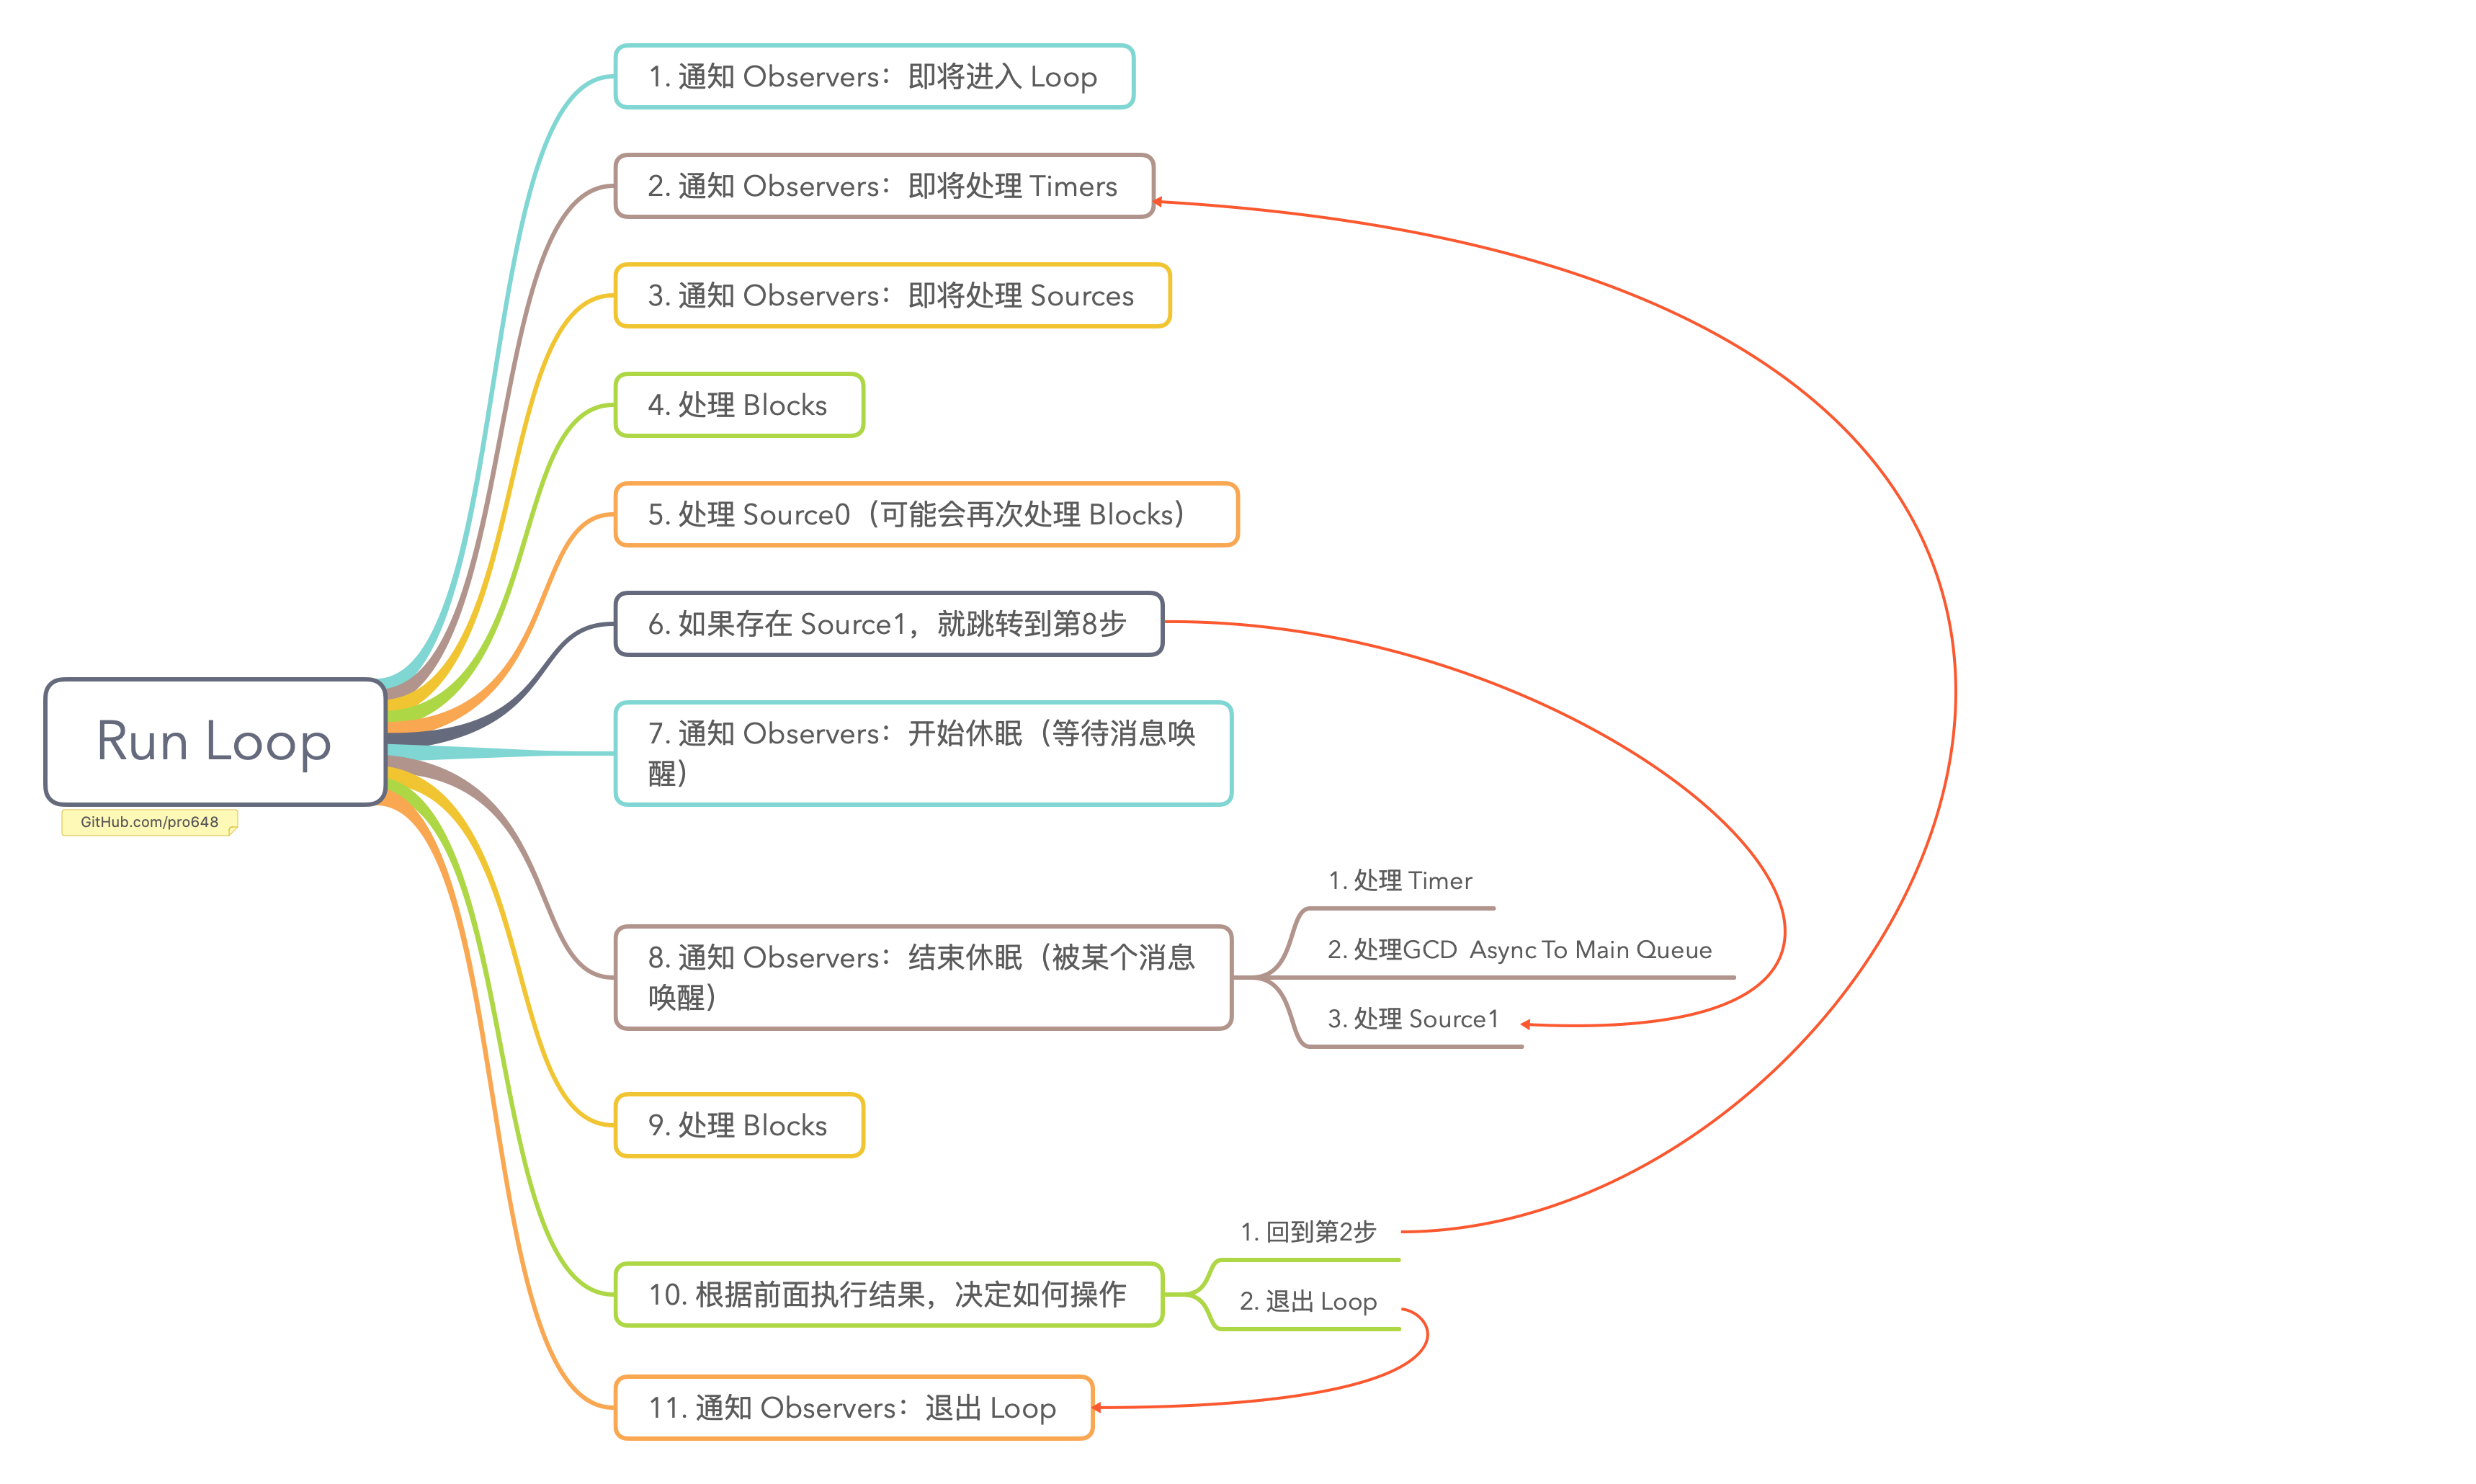 1. 通知 Observers：即将进入 Loop
2. 通知 Observers：即将处理 Timers
3. 通知 Observers：即将处理 Sources
4. 处理 Blocks
5. 处理 Source0（可能会再次处理 Blocks）
6. 如果存在 Source1，就跳转到第8步
Run Loop
GitHub.com/pro648
7. 通知 Observers：开始休眠（等待消息唤
醒）
8. 通知 Observers：结束休眠（被某个消息
唤醒）
1. 处理 Timer
2. 处理GCD  Async To Main Queue
3. 处理 Source1
9. 处理 Blocks
10. 根据前面执行结果，决定如何操作
1. 回到第2步
2. 退出 Loop
11. 通知 Observers：退出 Loop